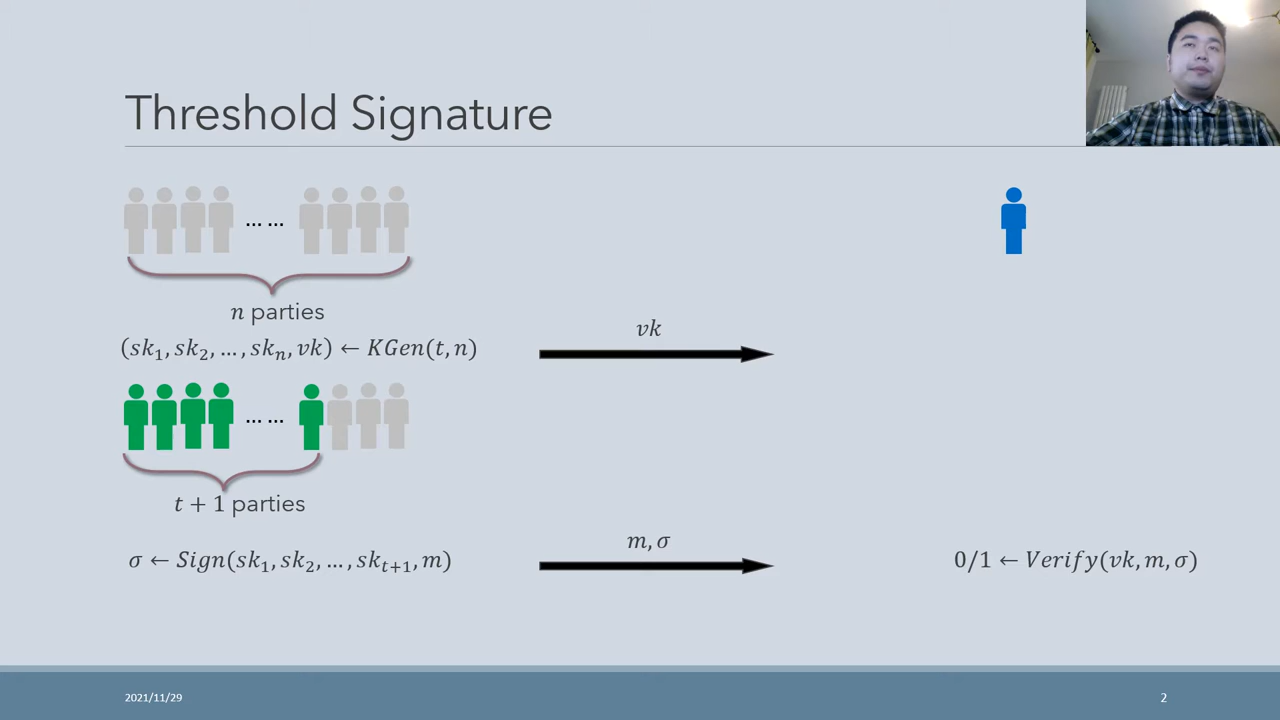 Threshold Signature
... ...
n parties
(sk₁, sk₂, ..., skₙ, vk) ← KGen(t, n)
vk
... ...
t + 1 parties
σ ← Sign(sk₁, sk₂, ..., skₜ₊₁, m)
m, σ
0/1 ← Verify(vk, m, σ)
2021/11/29
2